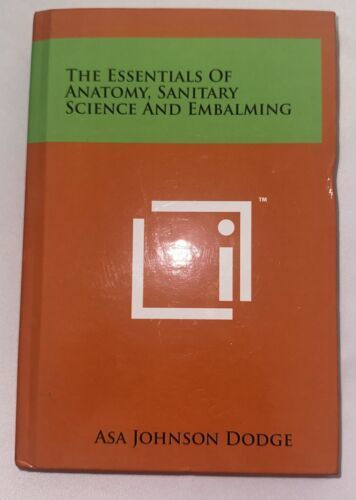 The Essentials Of
Anatomy, Sanitary
Science And Embalming
™
Asa Johnson Dodge